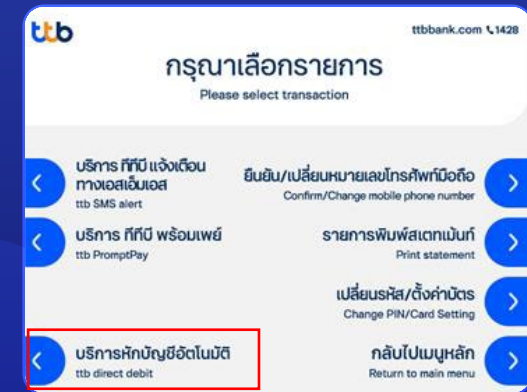 ttb
ttbbank.com 1428
กรุณาเลือกรายการ
Please select transaction
บริการ ทีทีบี แจ้งเตือน
ทางเอสเอ็มเอส
ttb SMS alert
ยืนยัน/เปลี่ยนหมายเลขโทรศัพท์มือถือ
Confirm/Change mobile phone number
บริการ ทีทีบี พร้อมเพย์
ttb PromptPay
รายการพิมพ์สเตทเม้นท์
Print statement
เปลี่ยนรหัส/ตั้งค่าบัตร
Change PIN/Card Setting
บริการหักบัญชีอัตโนมัติ
ttb direct debit
กลับไปเมนูหลัก
Return to main menu